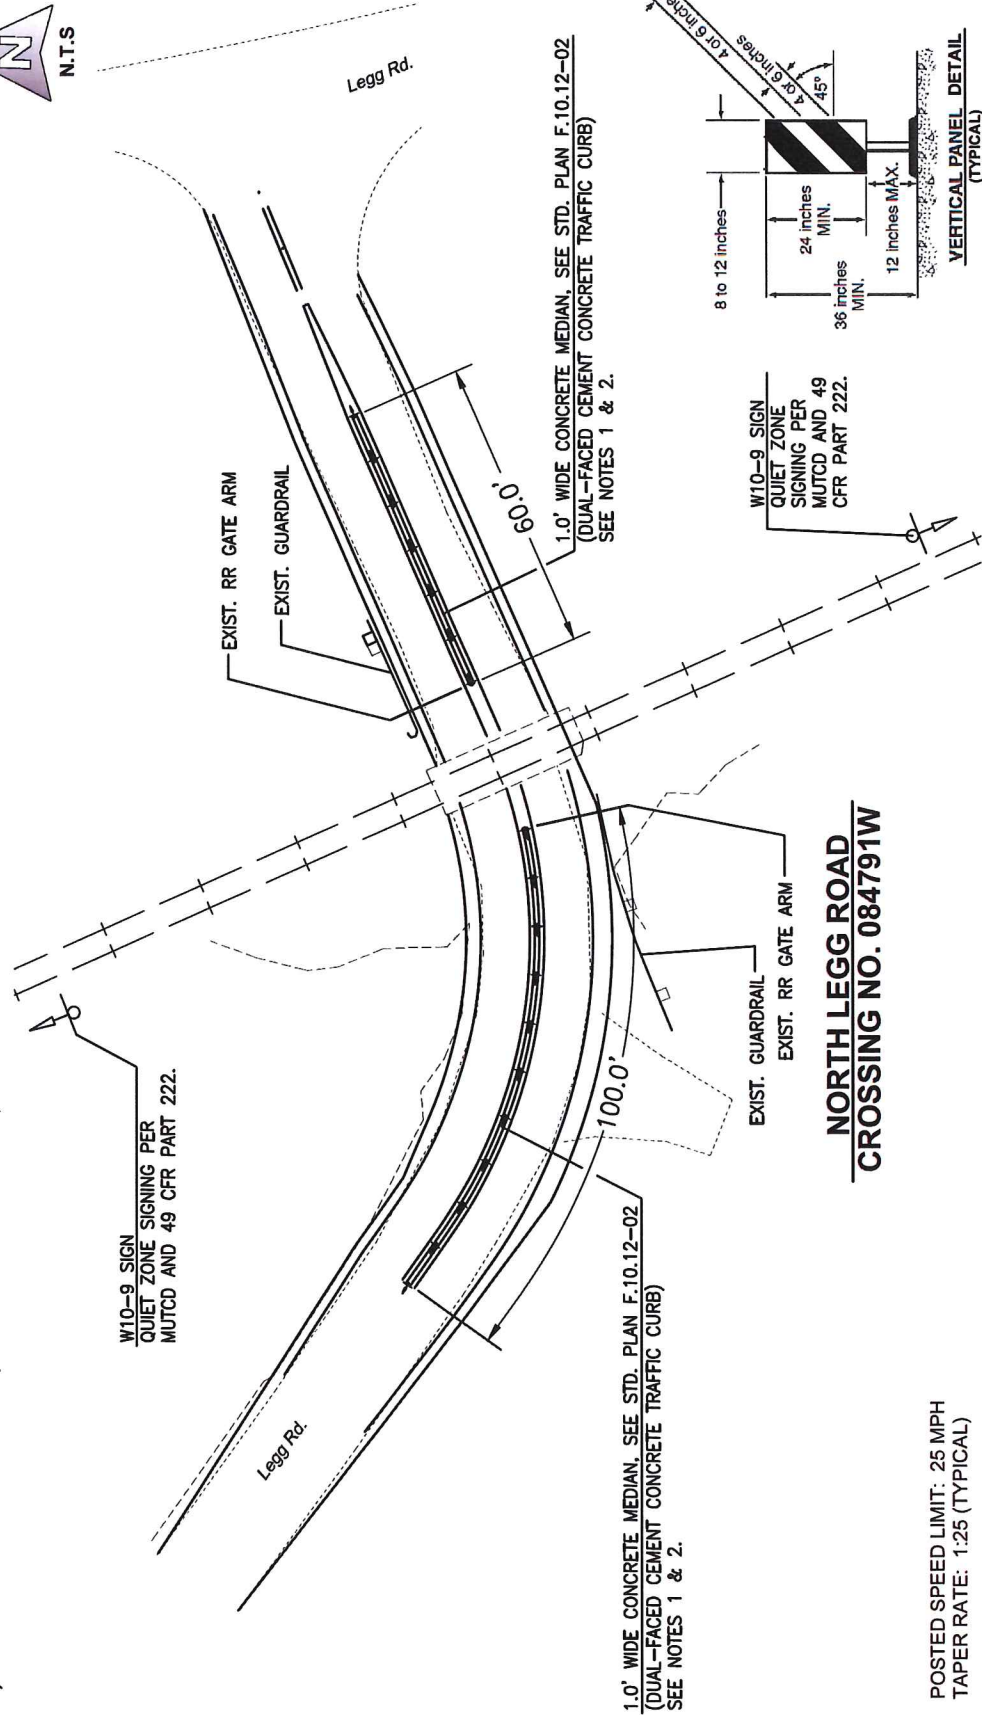 N
N.T.S
Legg Rd.
EXIST. RR GATE ARM
EXIST. GUARDRAIL
1.0' WIDE CONCRETE MEDIAN, SEE STD. PLAN F.10.12-02
(DUAL-FACED CEMENT CONCRETE TRAFFIC CURB)
SEE NOTES 1 & 2.
60.0'
W10-9 SIGN
QUIET ZONE SIGNING PER
MUTCD AND 49 CFR PART 222.
W10-9 SIGN
QUIET ZONE
SIGNING PER
MUTCD AND 49
CFR PART 222.
8 to 12 inches
24 inches
MIN.
36 inches
MIN.
12 inches MAX.
45°
4 or 6 inches
4 or 6 inches
VERTICAL PANEL DETAIL
(TYPICAL)
Legg Rd.
100.0'
EXIST. GUARDRAIL
EXIST. RR GATE ARM
NORTH LEGG ROAD
CROSSING NO. 084791W
1.0' WIDE CONCRETE MEDIAN, SEE STD. PLAN F.10.12-02
(DUAL-FACED CEMENT CONCRETE TRAFFIC CURB)
SEE NOTES 1 & 2.
POSTED SPEED LIMIT: 25 MPH
TAPER RATE: 1:25 (TYPICAL)